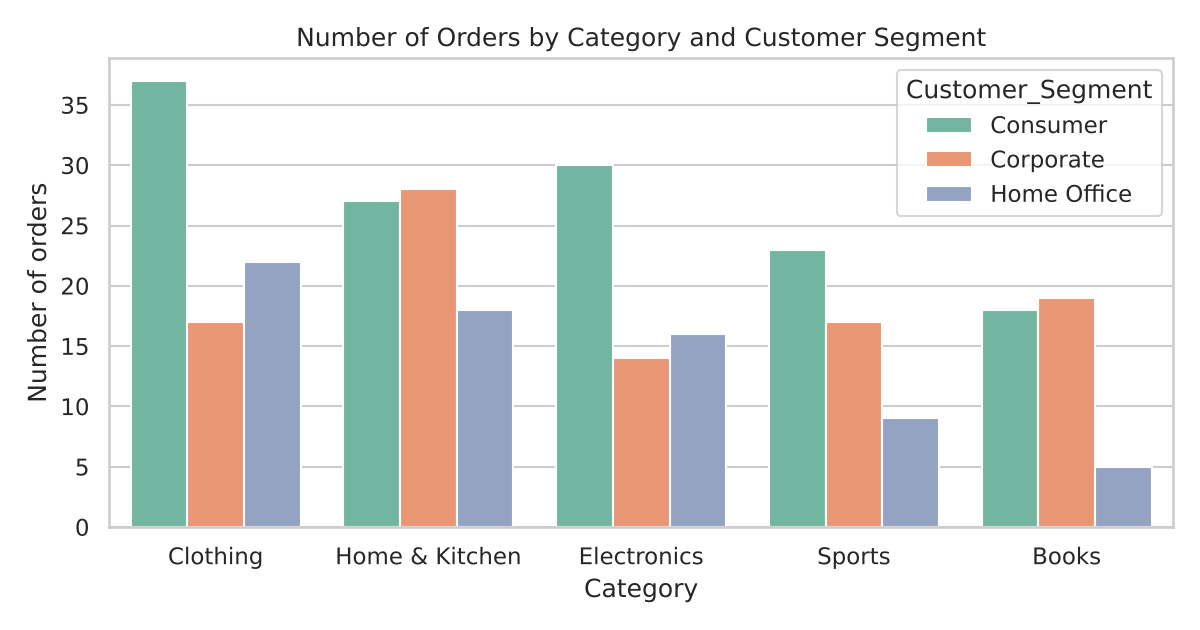 Number of Orders by Category and Customer Segment
Number of orders
35
30
25
20
15
10
5
0
Customer_Segment
Consumer
Corporate
Home Office
Clothing
Home & Kitchen
Electronics
Sports
Books
Category